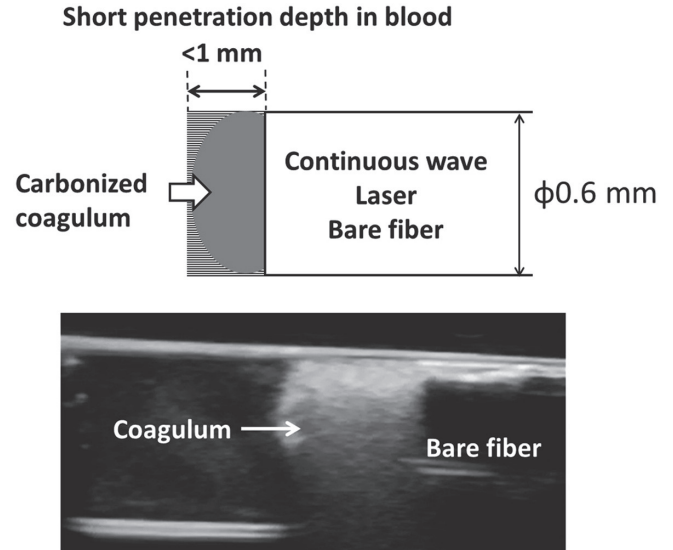 Short penetration depth in blood
<1 mm
Carbonized
coagulum
Continuous wave
Laser
Bare fiber
ϕ0.6 mm
Coagulum
Bare fiber